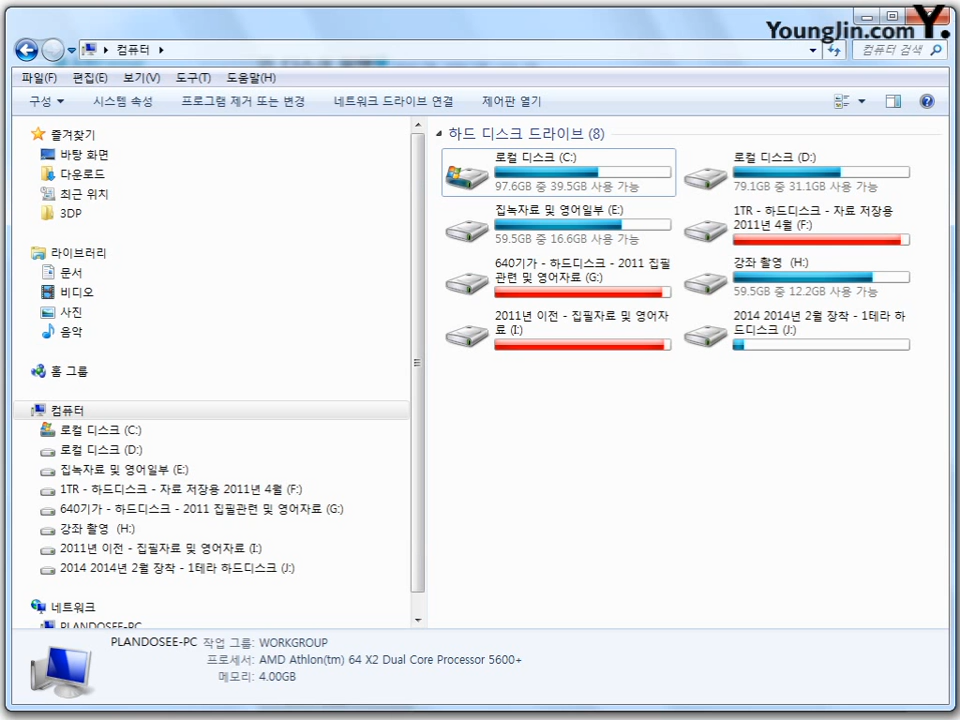 Y.
YoungJin.com
컴퓨터
컴퓨터 검색
파일(F) 편집(E) 보기(V) 도구(T) 도움말(H)
구성 시스템 속성 프로그램 제거 또는 변경 네트워크 드라이브 연결 제어판 열기
즐겨찾기
바탕 화면
다운로드
최근 위치
3DP
라이브러리
문서
비디오
사진
음악
홈 그룹
컴퓨터
로컬 디스크 (C:)
로컬 디스크 (D:)
집녹자료 및 영어일부 (E:)
1TR - 하드디스크 - 자료 저장용 2011년 4월 (F:)
640기가 - 하드디스크 - 2011 집필관련 및 영어자료 (G:)
강좌 촬영 (H:)
2011년 이전 - 집필자료 및 영어자료 (I:)
2014 2014년 2월 장착 - 1테라 하드디스크 (J:)
네트워크
PLANDOSEE-PC
하드 디스크 드라이브 (8)
로컬 디스크 (C:)
97.6GB 중 39.5GB 사용 가능
로컬 디스크 (D:)
79.1GB 중 31.1GB 사용 가능
집녹자료 및 영어일부 (E:)
59.5GB 중 16.6GB 사용 가능
1TR - 하드디스크 - 자료 저장용
2011년 4월 (F:)
640기가 - 하드디스크 - 2011 집필
관련 및 영어자료 (G:)
강좌 촬영 (H:)
59.5GB 중 12.2GB 사용 가능
2011년 이전 - 집필자료 및 영어자
료 (I:)
2014 2014년 2월 장착 - 1테라 하
드디스크 (J:)
PLANDOSEE-PC 작업 그룹: WORKGROUP
프로세서: AMD Athlon(tm) 64 X2 Dual Core Processor 5600+
메모리: 4.00GB